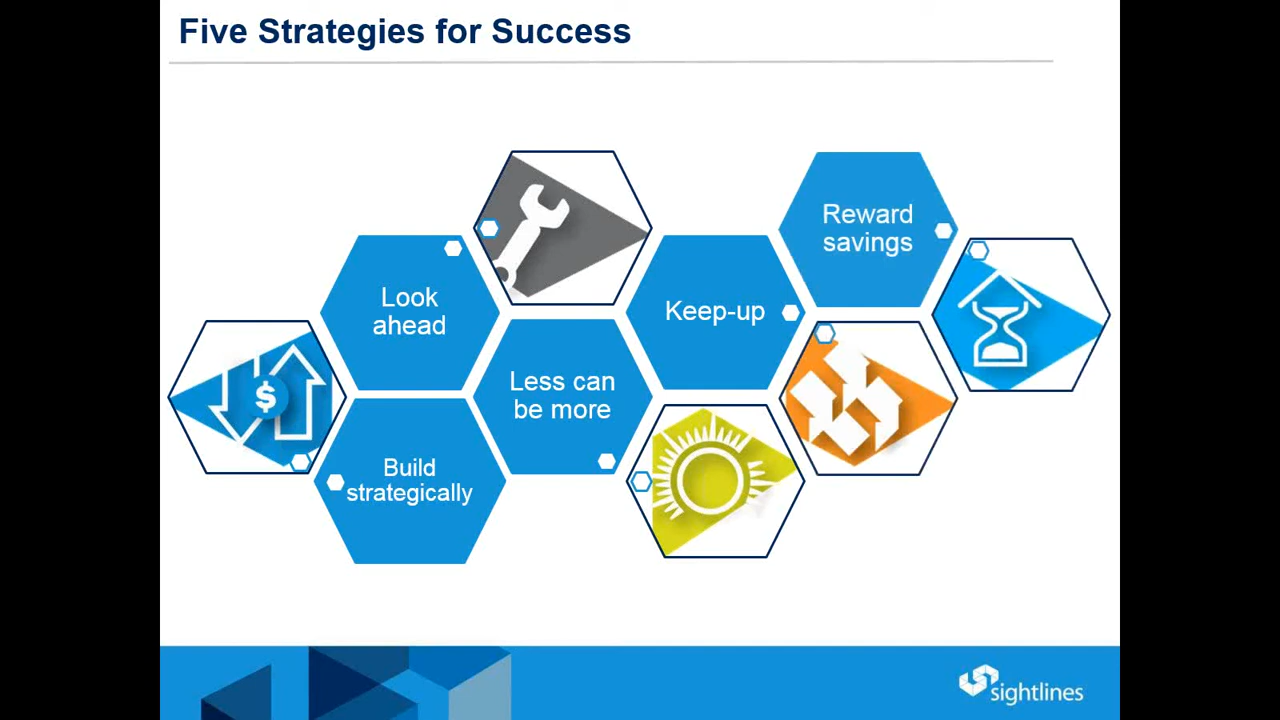 Five Strategies for Success
Reward
savings
Look
ahead
Keep-up
Less can
be more
$
Build
strategically
sightlines